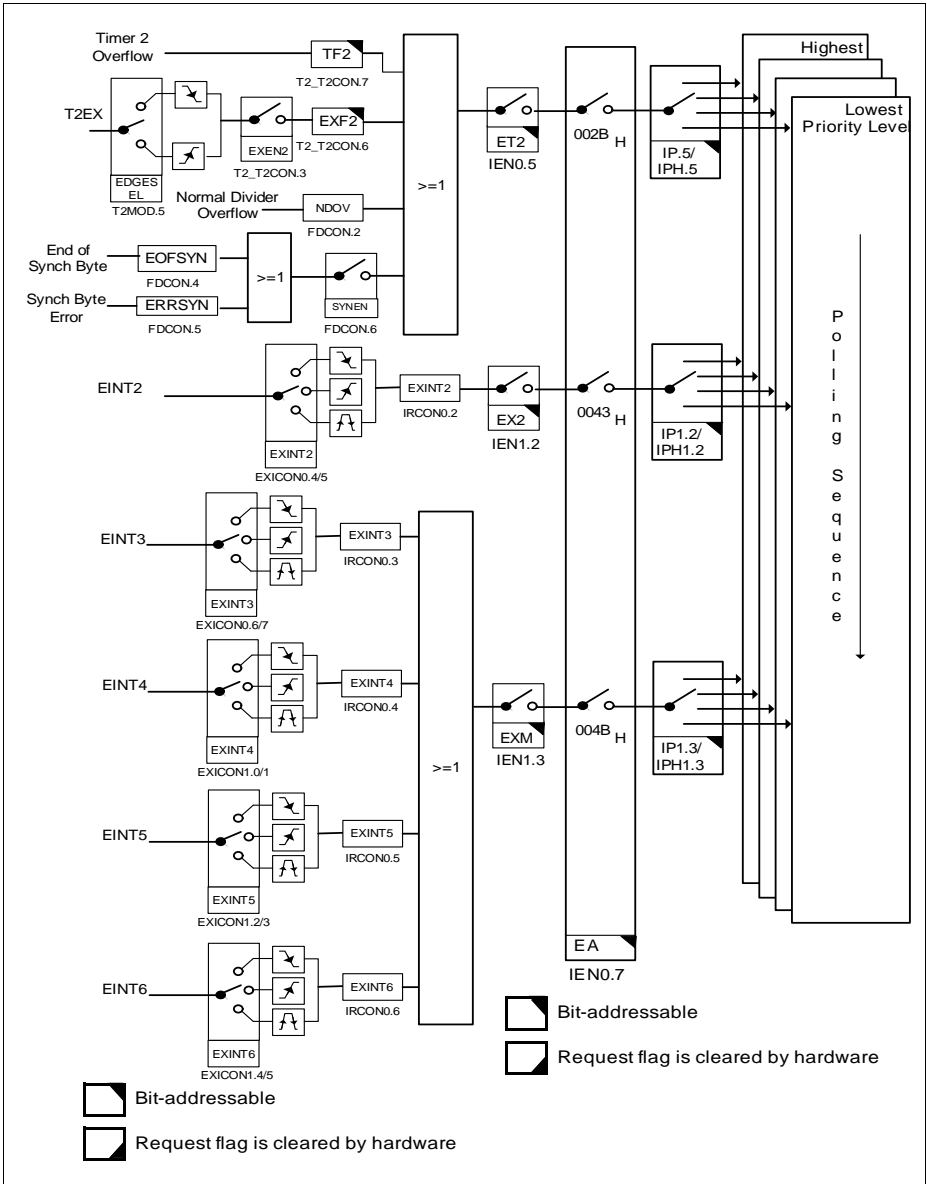 Highest
Lowest
Priority Level
Timer 2
Overflow
TF2
T2_T2CON.7
T2EX
EDGES
EL
T2MOD.5
EXEN2
T2_T2CON.3
EXF2
T2_T2CON.6
Normal Divider
Overflow
NDOV
FDCON.2
End of
Synch Byte
EOFSYN
FDCON.4
Synch Byte
Error
ERRSYN
FDCON.5
>=1
SYNEN
FDCON.6
>=1
ET2
IEN0.5
002B H
IP.5/
IPH.5
EINT2
EXINT2
EXICON0.4/5
EXINT2
IRCON0.2
EX2
IEN1.2
0043 H
IP1.2/
IPH1.2
Polling Sequence
EINT3
EXINT3
EXICON0.6/7
EXINT3
IRCON0.3
EINT4
EXINT4
EXICON1.0/1
EXINT4
IRCON0.4
>=1
EXM
IEN1.3
004B H
IP1.3/
IPH1.3
EINT5
EXINT5
EXICON1.2/3
EXINT5
IRCON0.5
EINT6
EXINT6
EXICON1.4/5
EXINT6
IRCON0.6
EA
IEN0.7
Bit-addressable
Request flag is cleared by hardware
Bit-addressable
Request flag is cleared by hardware